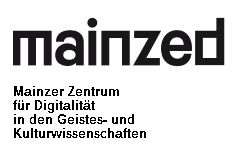 mainzed
Mainzer Zentrum
für Digitalität
in den Geistes- und
Kulturwissenschaften